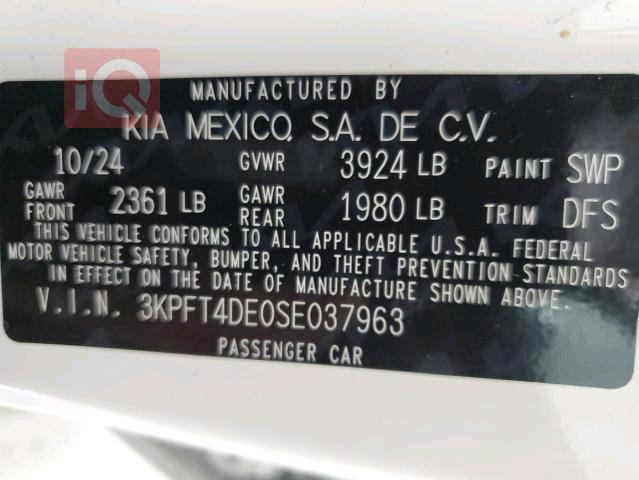 iQ
MANUFACTURED BY
KIA MEXICO, S.A. DE C.V.
10/24 GVWR 3924 LB PAINT SWP
GAWR FRONT 2361 LB GAWR REAR 1980 LB TRIM DFS
THIS VEHICLE CONFORMS TO ALL APPLICABLE U.S.A. FEDERAL
MOTOR VEHICLE SAFETY, BUMPER, AND THEFT PREVENTION STANDARDS
IN EFFECT ON THE DATE OF MANUFACTURE SHOWN ABOVE.
V.I.N. 3KPFT4DE0SE037963
PASSENGER CAR